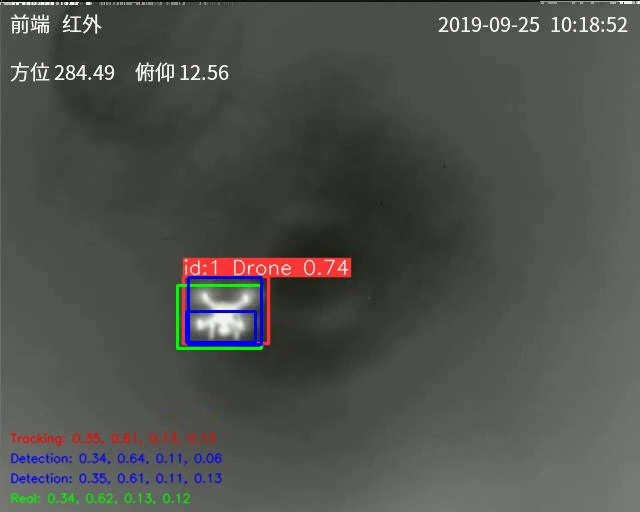 前端 红外
2019-09-25 10:18:52
方位 284.49 俯仰 12.56
id:1 Drone 0.74
Tracking: 0.35, 0.61, 0.13, 0.13
Detection: 0.34, 0.64, 0.11, 0.06
Detection: 0.35, 0.61, 0.11, 0.13
Real: 0.34, 0.62, 0.13, 0.12